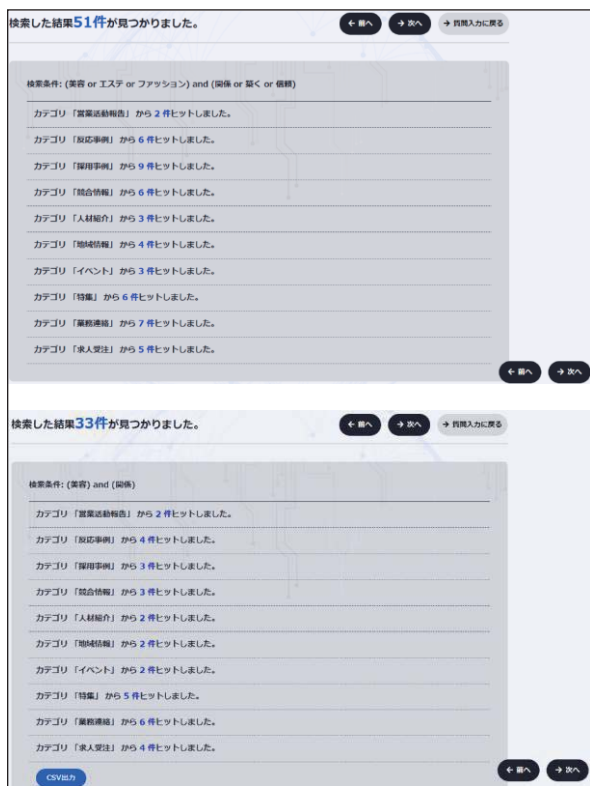 検索した結果51件が見つかりました。
← 前へ → 次へ → 質問入力に戻る
検索条件: (美容 or エステ or ファッション) and (関係 or 築く or 信頼)
カテゴリ「営業活動報告」から 2 件ヒットしました。
カテゴリ「反応事例」から 6 件ヒットしました。
カテゴリ「採用事例」から 9 件ヒットしました。
カテゴリ「競合情報」から 6 件ヒットしました。
カテゴリ「人材紹介」から 3 件ヒットしました。
カテゴリ「地域情報」から 4 件ヒットしました。
カテゴリ「イベント」から 3 件ヒットしました。
カテゴリ「特集」から 6 件ヒットしました。
カテゴリ「業務連絡」から 7 件ヒットしました。
カテゴリ「求人受注」から 5 件ヒットしました。
← 前へ → 次へ
検索した結果33件が見つかりました。
← 前へ → 次へ → 質問入力に戻る
検索条件: (美容) and (関係)
カテゴリ「営業活動報告」から 2 件ヒットしました。
カテゴリ「反応事例」から 4 件ヒットしました。
カテゴリ「採用事例」から 3 件ヒットしました。
カテゴリ「競合情報」から 3 件ヒットしました。
カテゴリ「人材紹介」から 2 件ヒットしました。
カテゴリ「地域情報」から 2 件ヒットしました。
カテゴリ「イベント」から 2 件ヒットしました。
カテゴリ「特集」から 5 件ヒットしました。
カテゴリ「業務連絡」から 6 件ヒットしました。
カテゴリ「求人受注」から 4 件ヒットしました。
CSV出力
← 前へ → 次へ